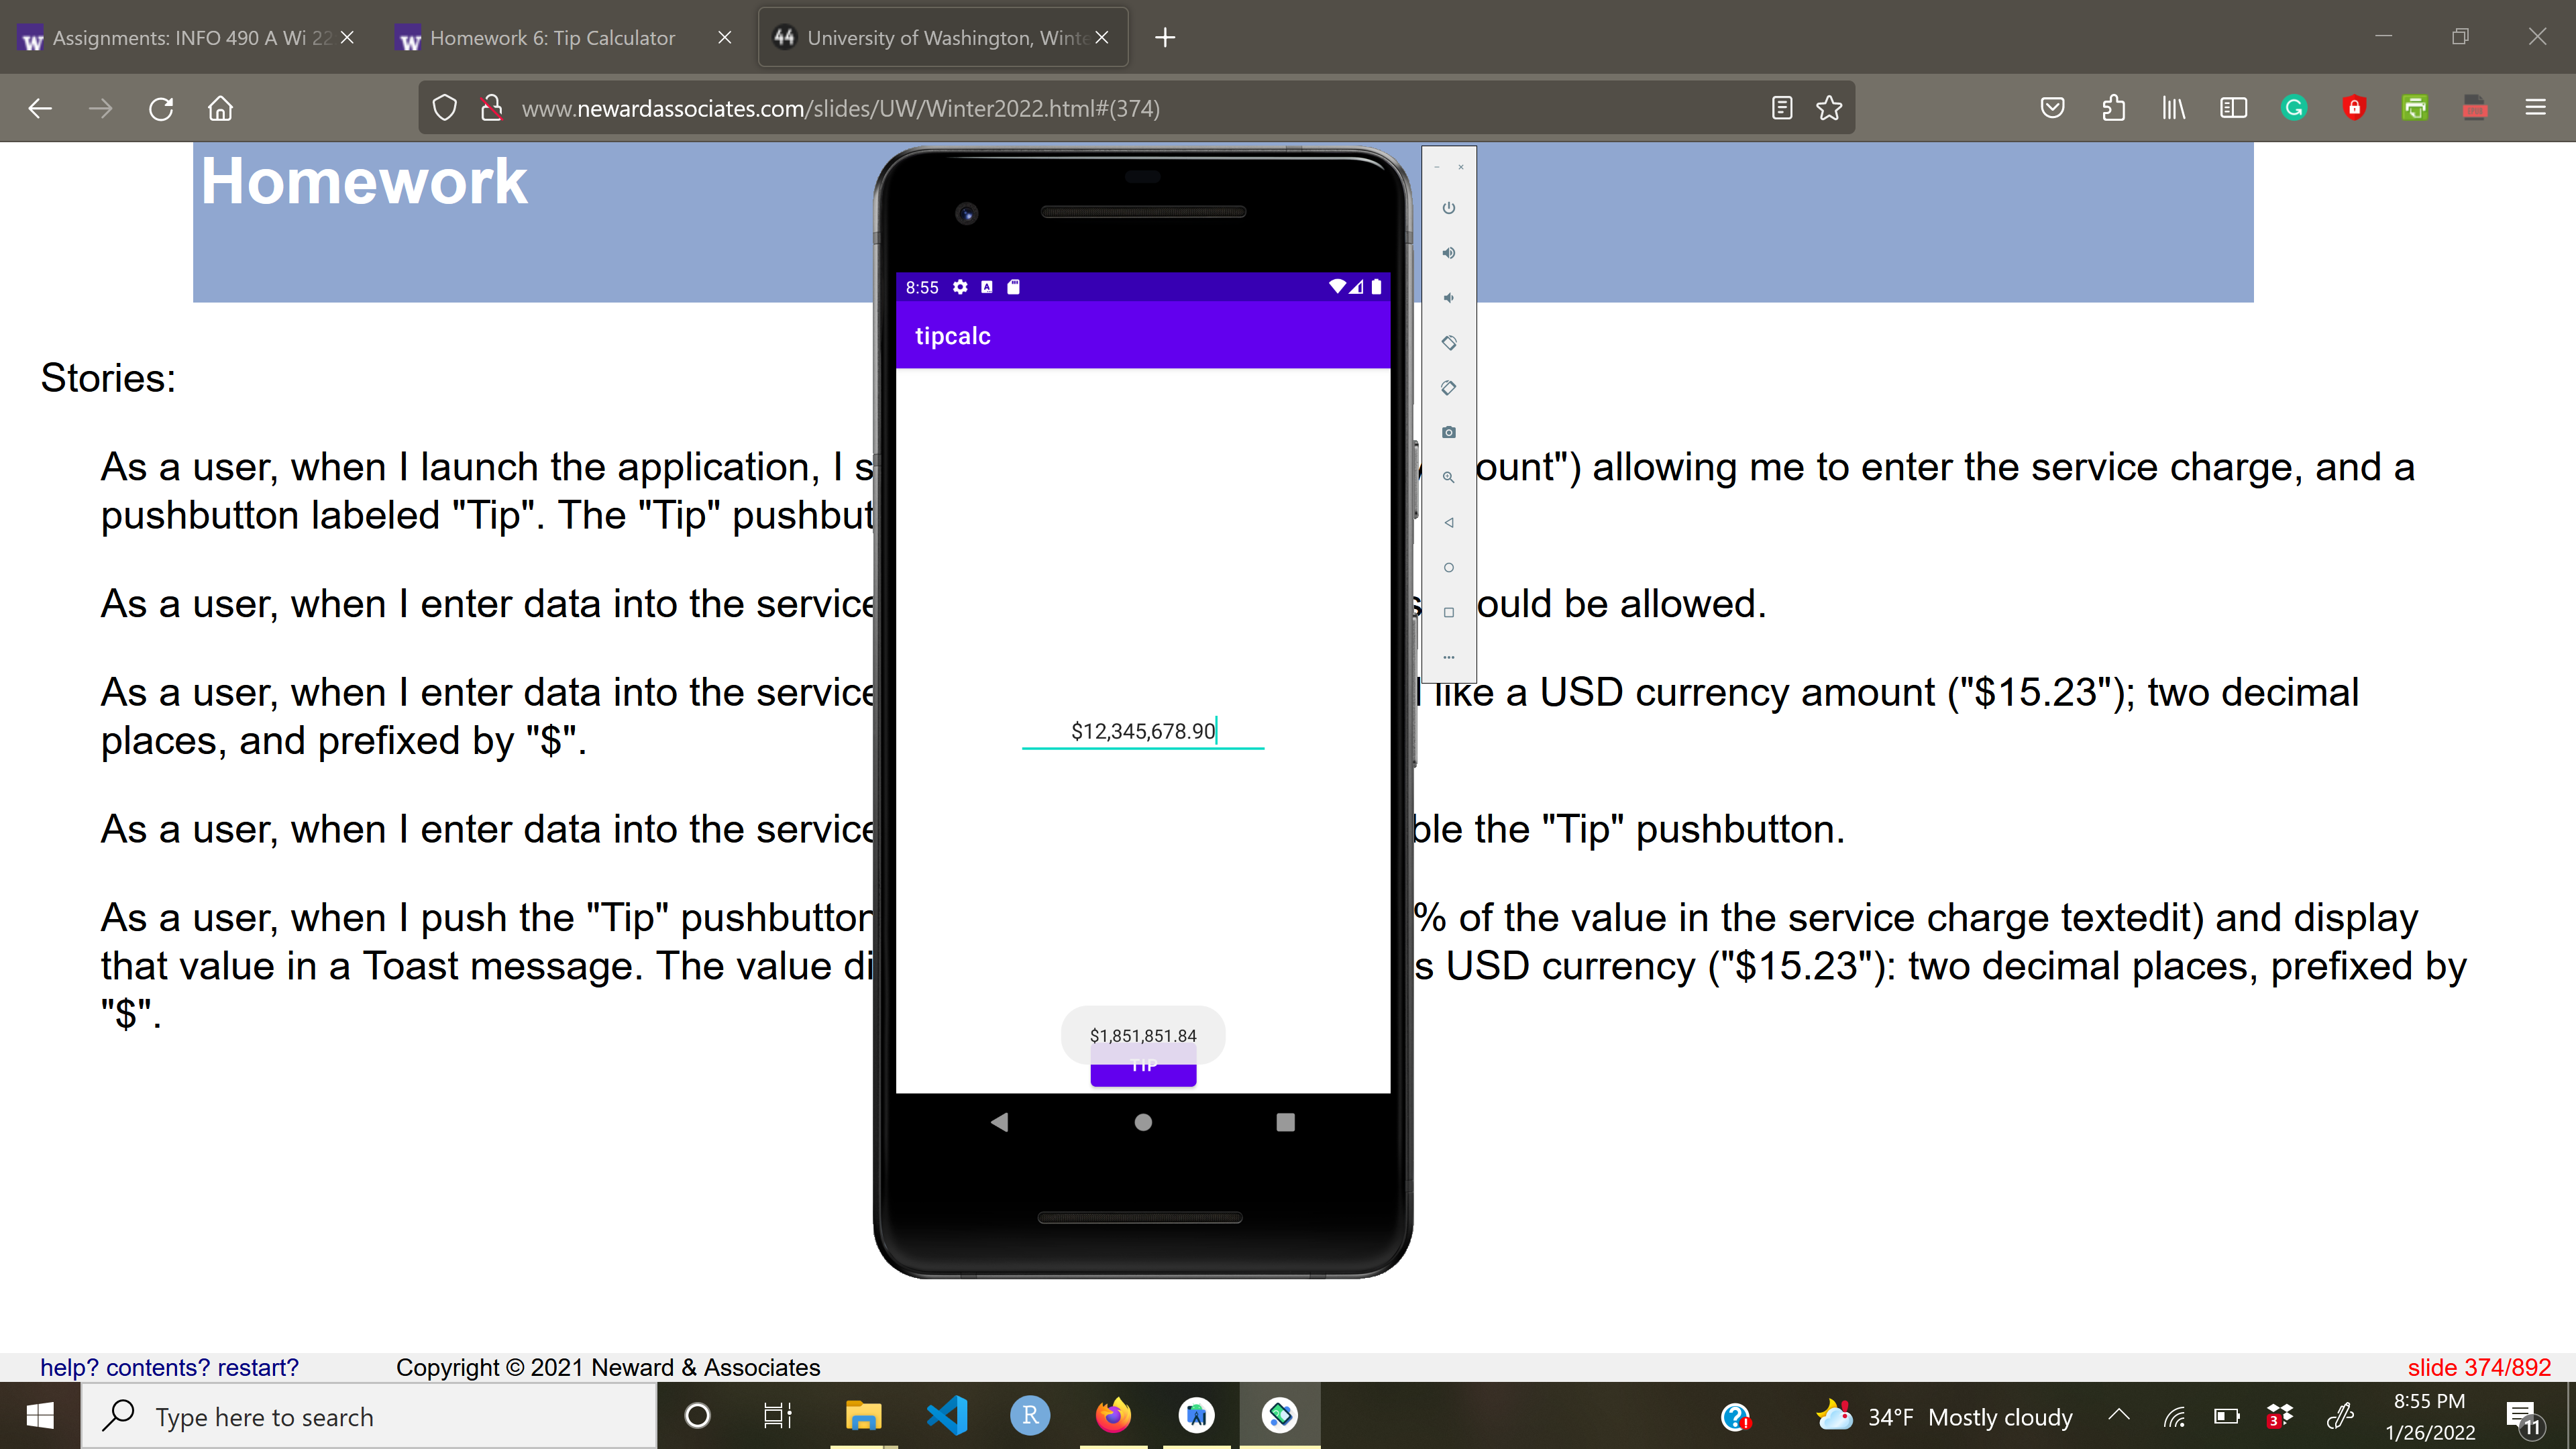 Assignments: INFO 490 A Wi 22
Homework 6: Tip Calculator
University of Washington, Winte
www.newardassociates.com/slides/UW/Winter2022.html#(374)
Homework
Stories:
As a user, when I launch the application, I s ount") allowing me to enter the service charge, and a
pushbutton labeled "Tip". The "Tip" pushbut
As a user, when I enter data into the service ould be allowed.
As a user, when I enter data into the service like a USD currency amount ("$15.23"); two decimal
places, and prefixed by "$".
As a user, when I enter data into the service ble the "Tip" pushbutton.
As a user, when I push the "Tip" pushbutton % of the value in the service charge textedit) and display
that value in a Toast message. The value di s USD currency ("$15.23"): two decimal places, prefixed by
"$".
8:55
tipcalc
$12,345,678.90
$1,851,851.84
TIP
help? contents? restart?
Copyright © 2021 Neward & Associates
slide 374/892
Type here to search
34°F Mostly cloudy
3
8:55 PM
1/26/2022
11